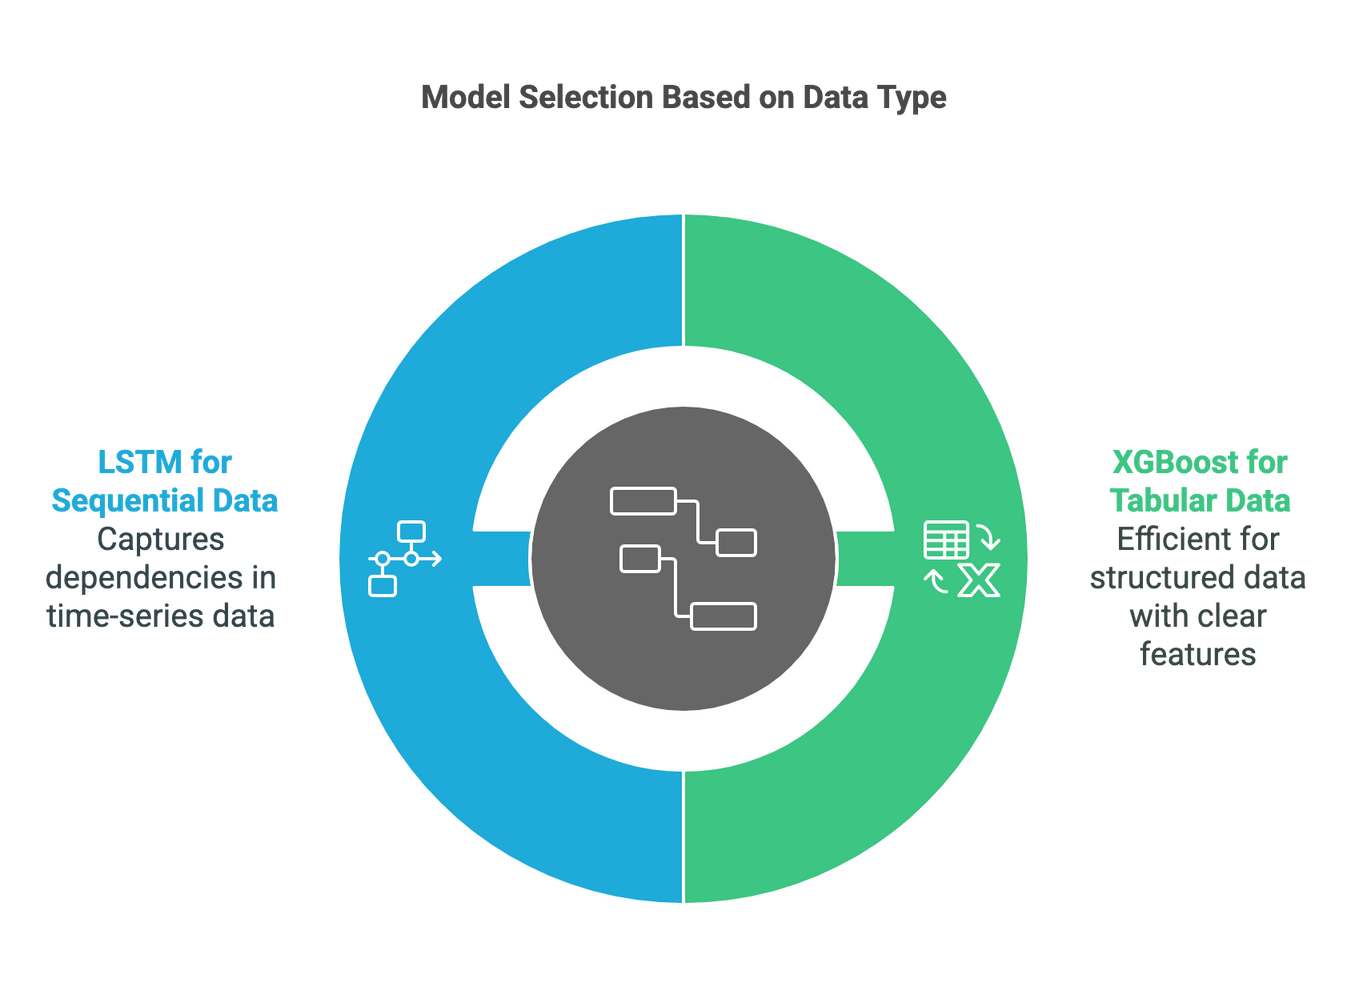 Model Selection Based on Data Type
LSTM for
Sequential Data
Captures
dependencies in
time-series data
XGBoost for
Tabular Data
Efficient for
structured data
with clear
features